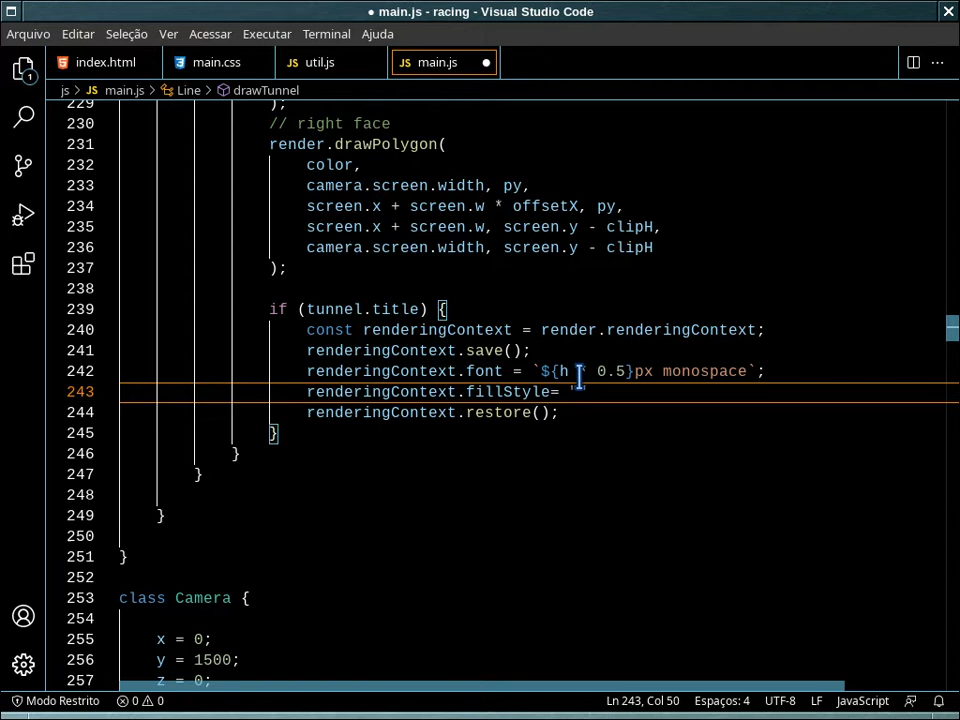 ● main.js - racing - Visual Studio Code
Arquivo Editar Seleção Ver Acessar Executar Terminal Ajuda
index.html main.css JS util.js JS main.js ●
js > JS main.js > Line > drawTunnel
229 );
230 // right face
231 render.drawPolygon(
232 color,
233 camera.screen.width, py,
234 screen.x + screen.w * offsetX, py,
235 screen.x + screen.w, screen.y - clipH,
236 camera.screen.width, screen.y - clipH
237 );
238
239 if (tunnel.title) {
240 const renderingContext = render.renderingContext;
241 renderingContext.save();
242 renderingContext.font = `${h * 0.5}px monospace`;
243 renderingContext.fillStyle= ''
244 renderingContext.restore();
245 }
246 }
247 }
248
249 }
250
251 }
252
253 class Camera {
254
255 x = 0;
256 y = 1500;
257 z = 0;
1
Modo Restrito 0 0 Ln 243, Col 50 Espaços: 4 UTF-8 LF JavaScript